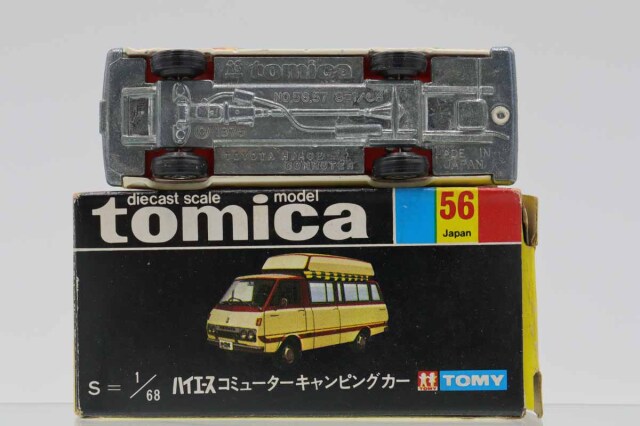 tomica
NO.56,57 S=1/68
© 1978
TOYOTA HIACE
COMMUTER
MADE IN
JAPAN
diecast scale model
tomica
56
Japan
S = 1/68
ハイエースコミューターキャンピングカー
TOMY